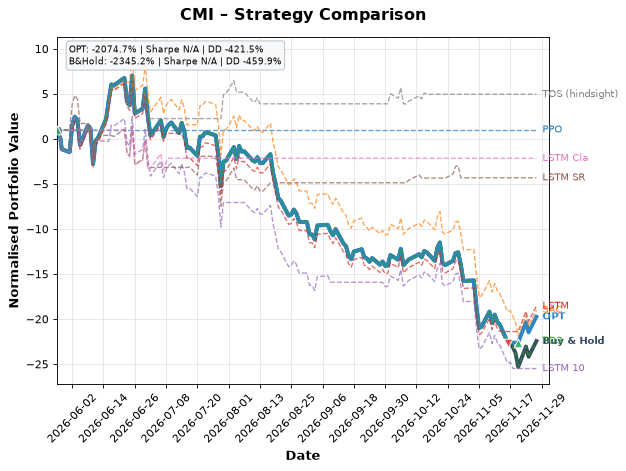 CMI – Strategy Comparison
OPT: -2074.7% | Sharpe N/A | DD -421.5%
B&Hold: -2345.2% | Sharpe N/A | DD -459.9%
Normalised Portfolio Value
10
5
0
−5
−10
−15
−20
−25
TOS (hindsight)
PPO
LSTM Cla
LSTM SR
LSTM
OPT
Buy & Hold
LSTM 10
2026-06-02
2026-06-14
2026-06-26
2026-07-08
2026-07-20
2026-08-01
2026-08-13
2026-08-25
2026-09-06
2026-09-18
2026-09-30
2026-10-12
2026-10-24
2026-11-05
2026-11-17
2026-11-29
Date